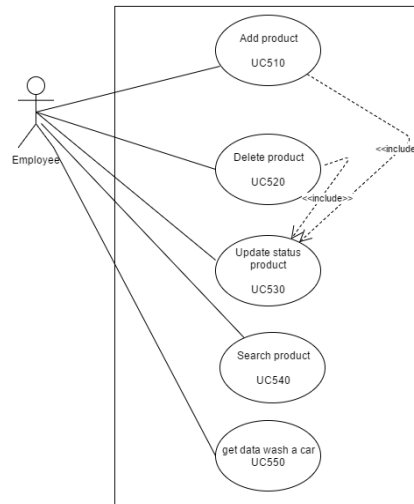 Add product
UC510
<<include
Employee
Delete product
UC520
<<include>>
Update status
product
UC530
Search product
UC540
get data wash a car
UC550